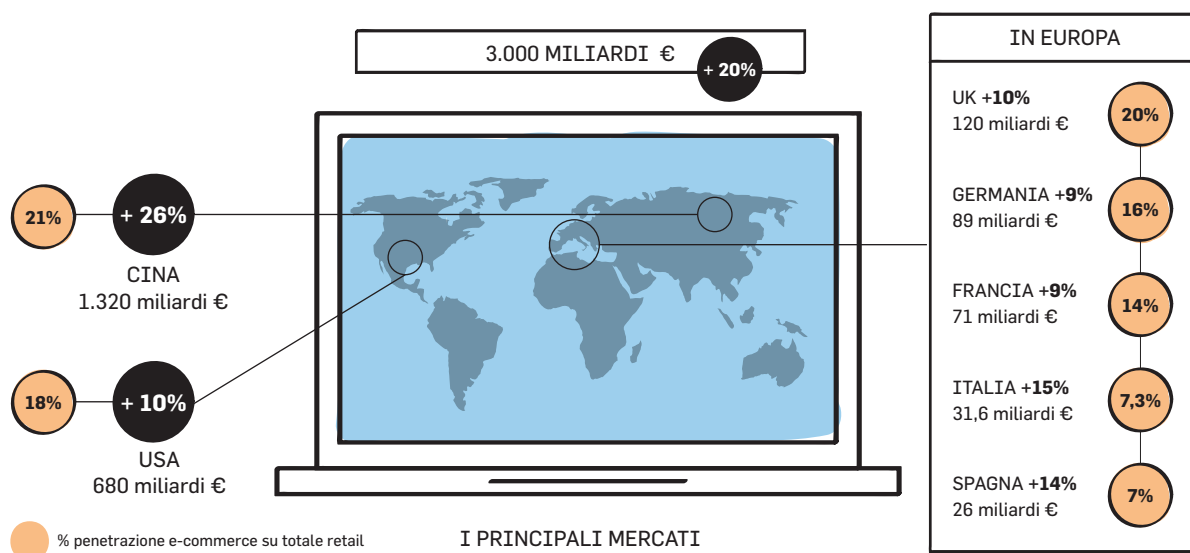 3.000 MILIARDI €
+ 20%
21%
+ 26%
CINA
1.320 miliardi €
18%
+ 10%
USA
680 miliardi €
IN EUROPA
UK +10%
120 miliardi €
20%
GERMANIA +9%
89 miliardi €
16%
FRANCIA +9%
71 miliardi €
14%
ITALIA +15%
31,6 miliardi €
7,3%
SPAGNA +14%
26 miliardi €
7%
% penetrazione e-commerce su totale retail
I PRINCIPALI MERCATI